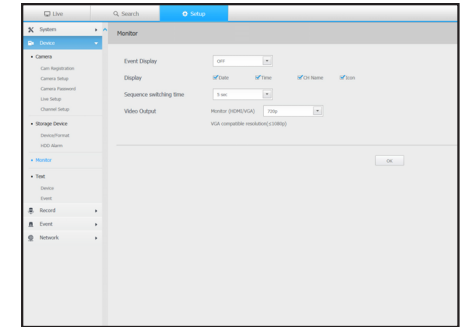 Live
Search
Setup
System
Device
Camera
Cam Registration
Camera Setup
Camera Password
Live Setup
Channel Setup
Storage Device
Device/Format
HDD Alarm
Monitor
Text
Device
Event
Record
Event
Network
Monitor
Event Display OFF
Display Date Time CH Name Icon
Sequence switching time 5 sec
Video Output Monitor (HDMI/VGA) 720p
VGA compatible resolution(≤1080p)
OK